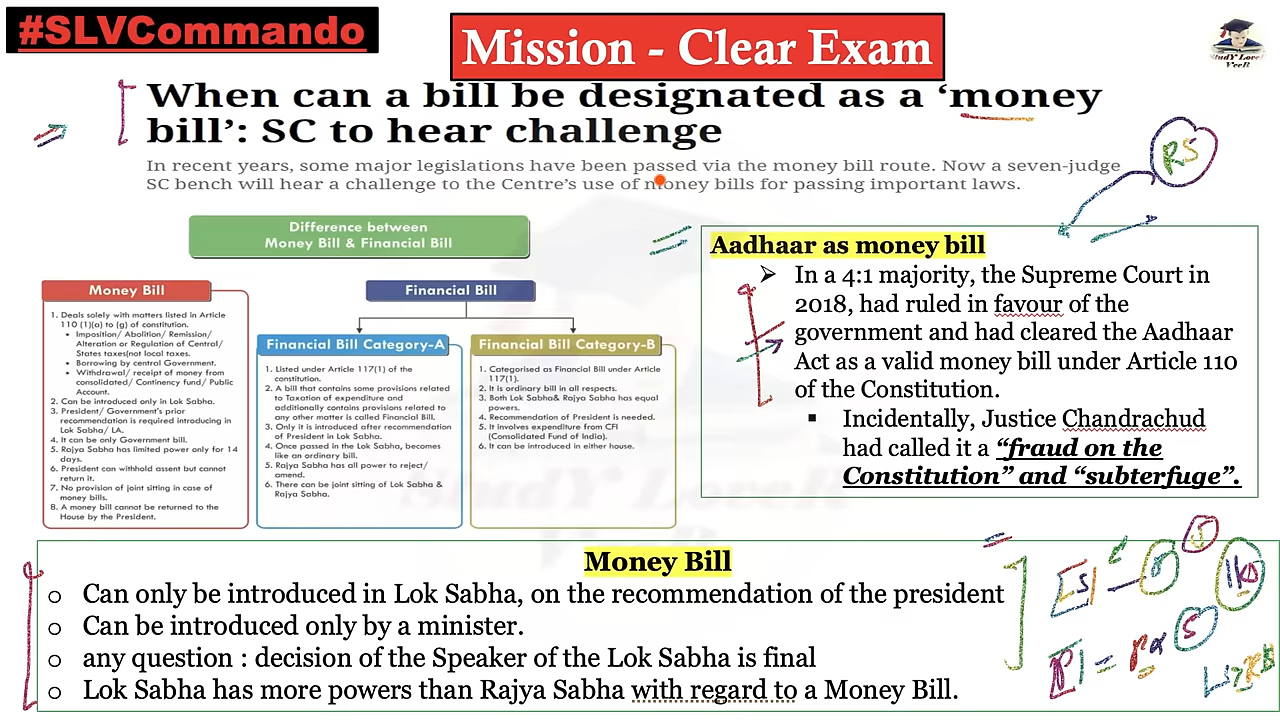 #SLVCommando
Mission - Clear Exam
StudY LoveR
VeeR
When can a bill be designated as a ‘money
bill’: SC to hear challenge
In recent years, some major legislations have been passed via the money bill route. Now a seven-judge
SC bench will hear a challenge to the Centre’s use of money bills for passing important laws.
RS
Difference between
Money Bill & Financial Bill
Money Bill
1. Deals solely with matters listed in Article
110 (1)(a) to (g) of constitution.
• Imposition/ Abolition/ Remission/
Alteration or Regulation of Central/
States taxes(not local taxes.
• Borrowing by central Government.
• Withdrawal/ receipt of money from
consolidated/ Continency fund/ Public
Account.
2. Can be introduced only in Lok Sabha.
3. President/ Government’s prior
recommendation is required introducing in
Lok Sabha/ LA.
4. It can be only Government bill.
5. Rajya Sabha has limited power only for 14
days.
6. President can withhold assent but cannot
return it.
7. No provision of joint sitting in case of
money bills.
8. A money bill cannot be returned to the
House by the President.
Financial Bill
Financial Bill Category-A
1. Listed under Article 117(1) of the
constitution.
2. A bill that contains some provisions related
to Taxation of expenditure and
additionally contains provisions related to
any other matter is called Financial Bill.
3. Only it is introduced after recommendation
of President in Lok Sabha.
4. Once passed in the Lok Sabha, becomes
like an ordinary bill.
5. Rajya Sabha has all power to reject/
amend.
6. There can be joint sitting of Lok Sabha &
Rajya Sabha.
Financial Bill Category-B
1. Categorised as Financial Bill under Article
117(1).
2. It is ordinary bill in all respects.
3. Both Lok Sabha& Rajya Sabha has equal
powers.
4. Recommendation of President is needed.
5. It involves expenditure from CFI
(Consolidated Fund of India).
6. It can be introduced in either house.
Aadhaar as money bill
➢ In a 4:1 majority, the Supreme Court in
2018, had ruled in favour of the
government and had cleared the Aadhaar
Act as a valid money bill under Article 110
of the Constitution.
▪ Incidentally, Justice Chandrachud
had called it a “fraud on the
Constitution” and “subterfuge”.
StudY LoveR
VeeR
Money Bill
o Can only be introduced in Lok Sabha, on the recommendation of the president
o Can be introduced only by a minister.
o any question : decision of the Speaker of the Lok Sabha is final
o Lok Sabha has more powers than Rajya Sabha with regard to a Money Bill.